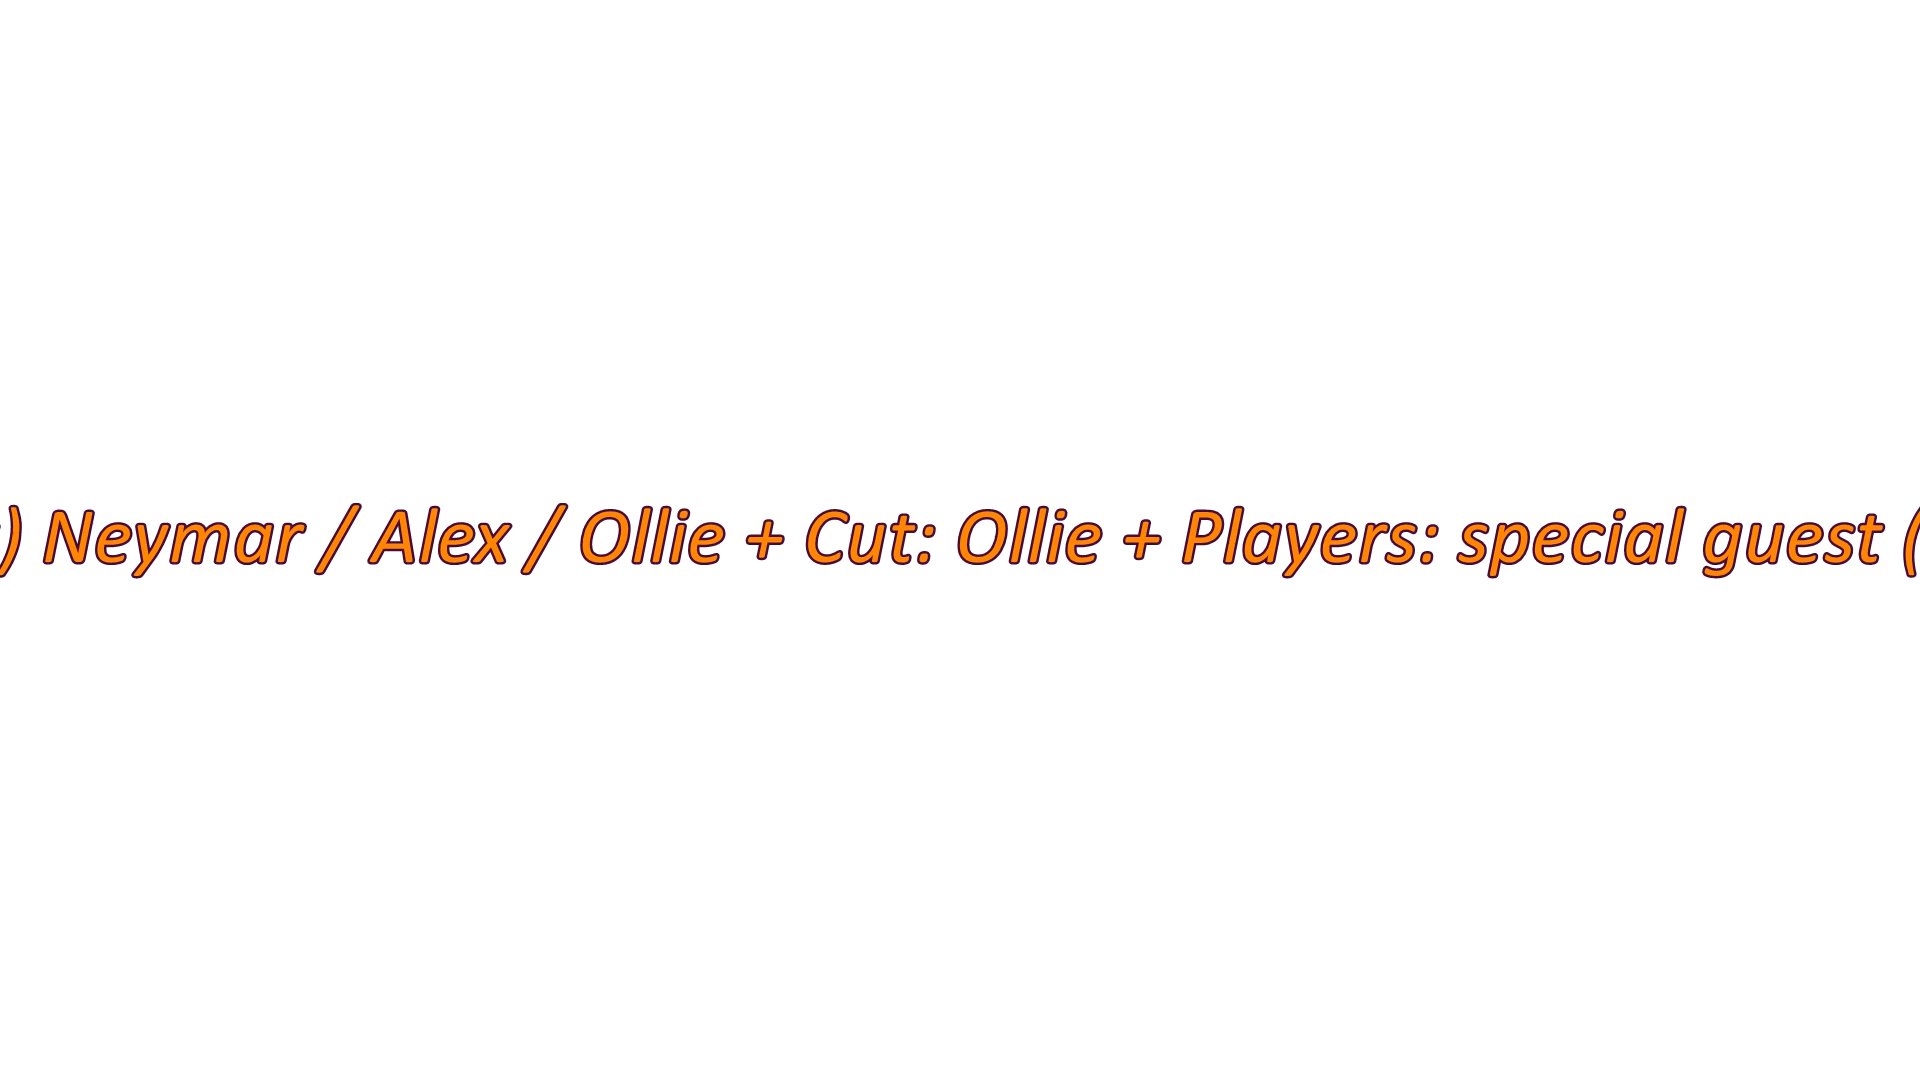 ) Neymar / Alex / Ollie + Cut: Ollie + Players: special guest (